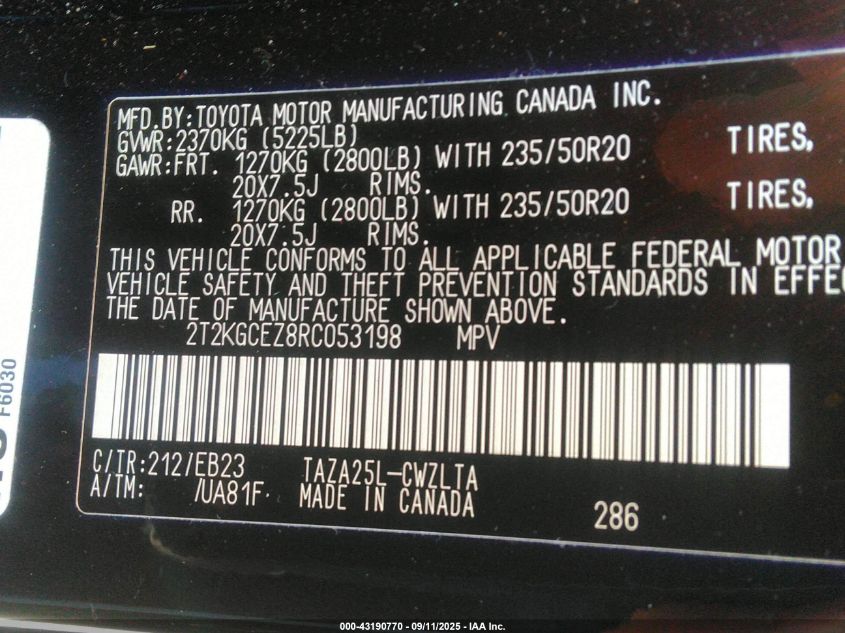 MFD.BY:TOYOTA MOTOR MANUFACTURING CANADA INC.
GVWR:2370KG (5225LB)
GAWR:FRT. 1270KG (2800LB) WITH 235/50R20 TIRES,
20X7.5J RIMS.
RR. 1270KG (2800LB) WITH 235/50R20 TIRES,
20X7.5J RIMS.
THIS VEHICLE CONFORMS TO ALL APPLICABLE FEDERAL MOTOR
VEHICLE SAFETY AND THEFT PREVENTION STANDARDS IN EFFE
THE DATE OF MANUFACTURE SHOWN ABOVE.
2T2KGCEZ8RC053198 MPV
C/TR:212/EB23 TAZA25L-CWZLTA
A/TM: /UA81F MADE IN CANADA
286
F6030
000-43190770 - 09/11/2025 - IAA Inc.